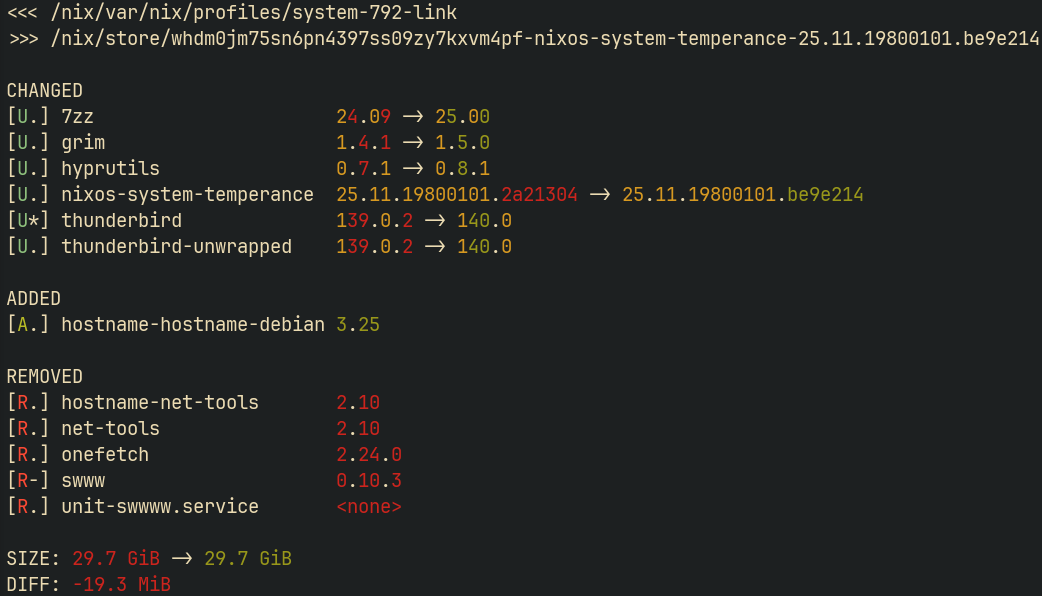 <<< /nix/var/nix/profiles/system-792-link
>>> /nix/store/whdm0jm75sn6pn4397ss09zy7kxvm4pf-nixos-system-temperance-25.11.19800101.be9e214
CHANGED
[U.] 7zz 24.09 → 25.00
[U.] grim 1.4.1 → 1.5.0
[U.] hyprutils 0.7.1 → 0.8.1
[U.] nixos-system-temperance 25.11.19800101.2a21304 → 25.11.19800101.be9e214
[U*] thunderbird 139.0.2 → 140.0
[U.] thunderbird-unwrapped 139.0.2 → 140.0
ADDED
[A.] hostname-hostname-debian 3.25
REMOVED
[R.] hostname-net-tools 2.10
[R.] net-tools 2.10
[R.] onefetch 2.24.0
[R-] swww 0.10.3
[R.] unit-swwww.service <none>
SIZE: 29.7 GiB → 29.7 GiB
DIFF: -19.3 MiB